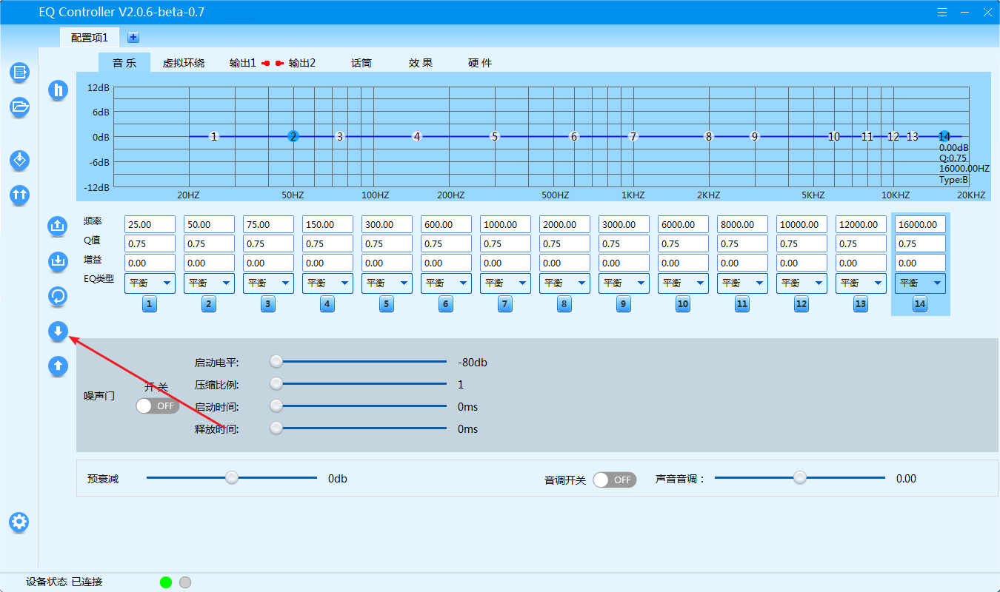 EQ Controller V2.0.6-beta-0.7
配置项1
音 乐 虚拟环绕 输出1 输出2 话筒 效 果 硬 件
h
12dB
6dB
0dB
-6dB
-12dB
1 2 3 4 5 6 7 8 9 10 11 12 13 14
0.00dB
Q:0.75
16000.00HZ
Type:B
20HZ 50HZ 100HZ 200HZ 500HZ 1KHZ 2KHZ 5KHZ 10KHZ 20KHZ
频率 25.00 50.00 75.00 150.00 300.00 600.00 1000.00 2000.00 3000.00 6000.00 8000.00 10000.00 12000.00 16000.00
Q值 0.75 0.75 0.75 0.75 0.75 0.75 0.75 0.75 0.75 0.75 0.75 0.75 0.75 0.75
增益 0.00 0.00 0.00 0.00 0.00 0.00 0.00 0.00 0.00 0.00 0.00 0.00 0.00 0.00
EQ类型 平衡 平衡 平衡 平衡 平衡 平衡 平衡 平衡 平衡 平衡 平衡 平衡 平衡 平衡
1 2 3 4 5 6 7 8 9 10 11 12 13 14
噪声门
开 关
OFF
启动电平: -80db
压缩比例: 1
启动时间: 0ms
释放时间: 0ms
预衰减 0db 音调开关 OFF 声音音调： 0.00
设备状态 已连接